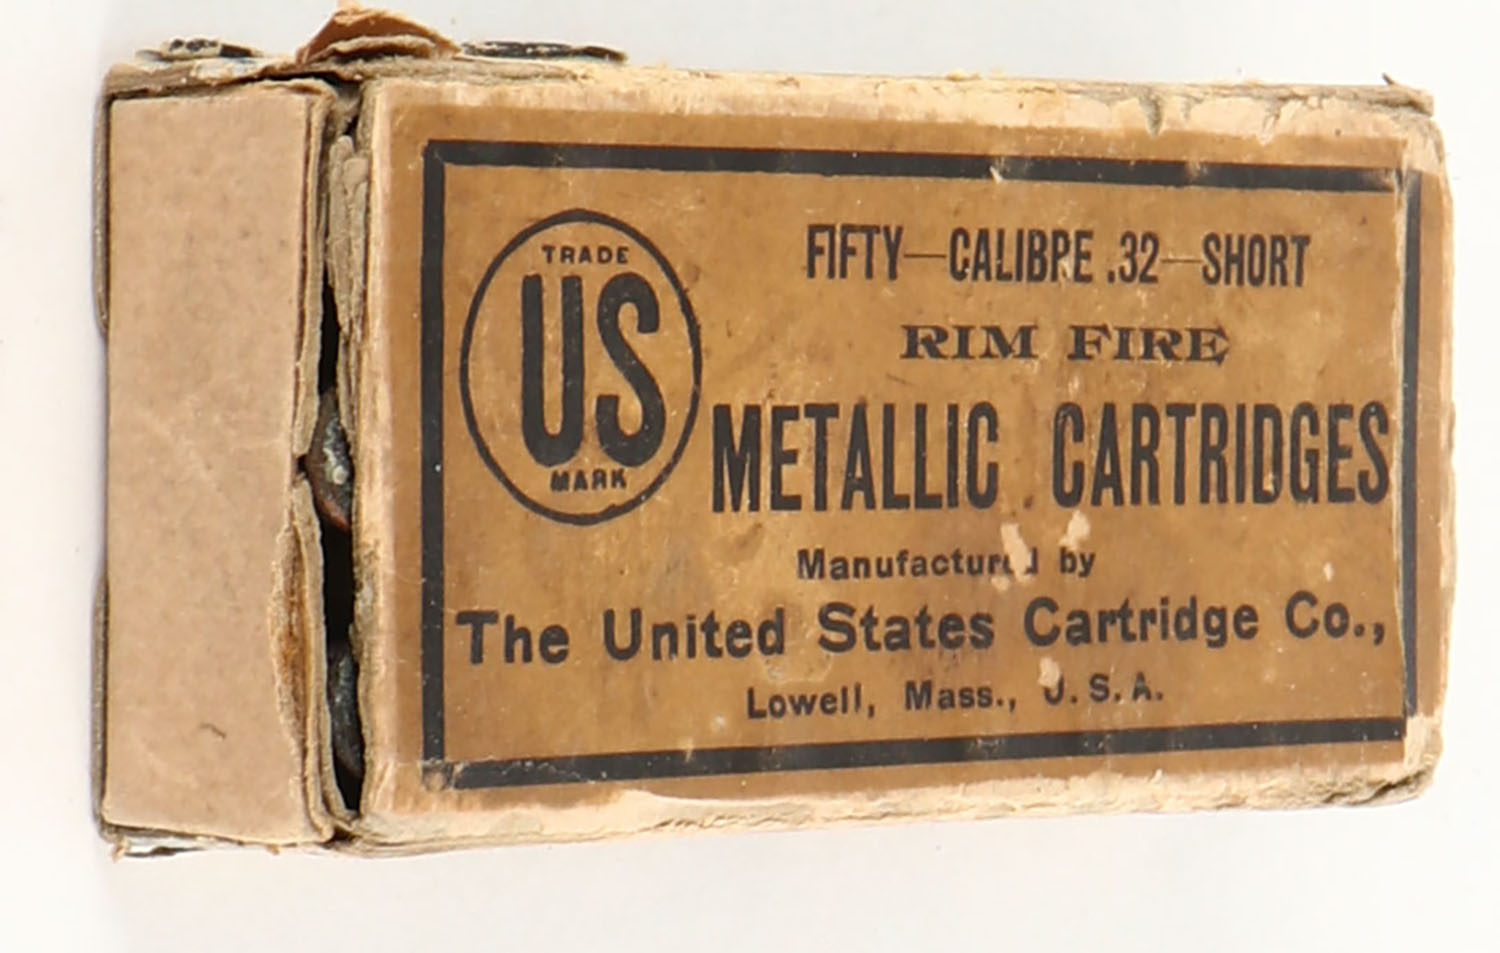 TRADE
US
MARK
FIFTY—CALIBRE .32—SHORT
RIM FIRE
METALLIC CARTRIDGES
Manufactured by
The United States Cartridge Co.,
Lowell, Mass., U.S.A.